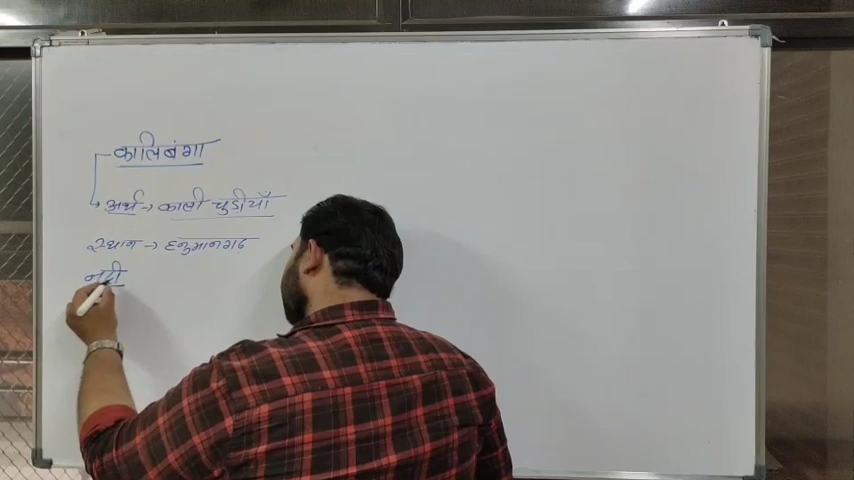 कालिबंगा
अर्थ → काली चुडीयाँ
स्थान → हनुमानगढ
नदी